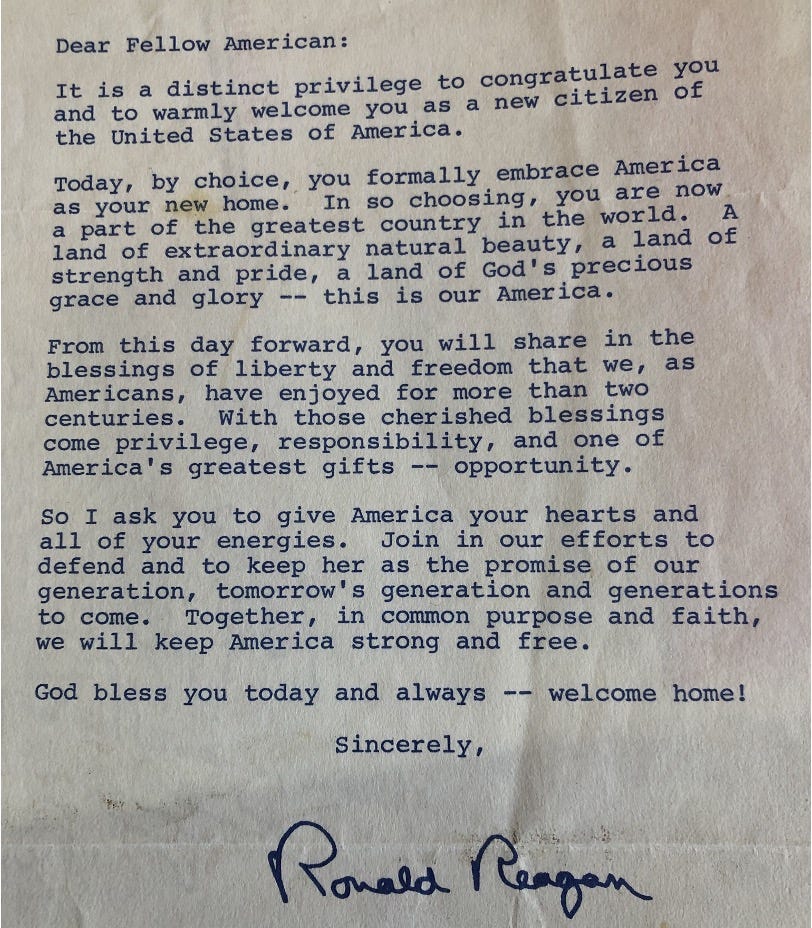 Dear Fellow American:
It is a distinct privilege to congratulate you
and to warmly welcome you as a new citizen of
the United States of America.
Today, by choice, you formally embrace America
as your new home.  In so choosing, you are now
a part of the greatest country in the world.  A
land of extraordinary natural beauty, a land of
strength and pride, a land of God's precious
grace and glory -- this is our America.
From this day forward, you will share in the
blessings of liberty and freedom that we, as
Americans, have enjoyed for more than two
centuries.  With those cherished blessings
come privilege, responsibility, and one of
America's greatest gifts -- opportunity.
So I ask you to give America your hearts and
all of your energies.  Join in our efforts to
defend and to keep her as the promise of our
generation, tomorrow's generation and generations
to come.  Together, in common purpose and faith,
we will keep America strong and free.
God bless you today and always -- welcome home!
Sincerely,
Ronald Reagan